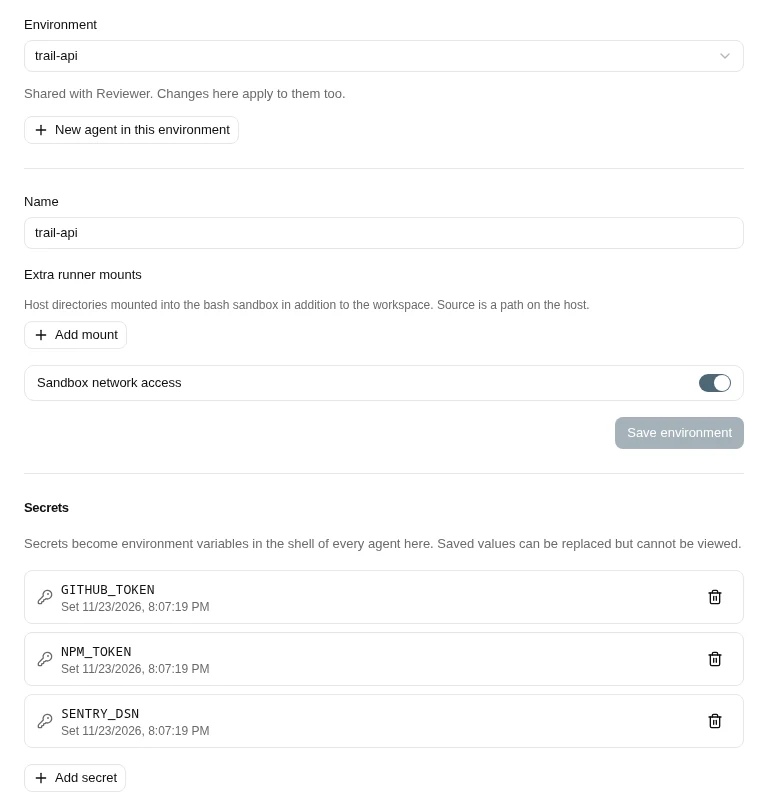 Environment
trail-api
Shared with Reviewer. Changes here apply to them too.
New agent in this environment
Name
trail-api
Extra runner mounts
Host directories mounted into the bash sandbox in addition to the workspace. Source is a path on the host.
Add mount
Sandbox network access
Save environment
Secrets
Secrets become environment variables in the shell of every agent here. Saved values can be replaced but cannot be viewed.
GITHUB_TOKEN
Set 11/23/2026, 8:07:19 PM
NPM_TOKEN
Set 11/23/2026, 8:07:19 PM
SENTRY_DSN
Set 11/23/2026, 8:07:19 PM
Add secret